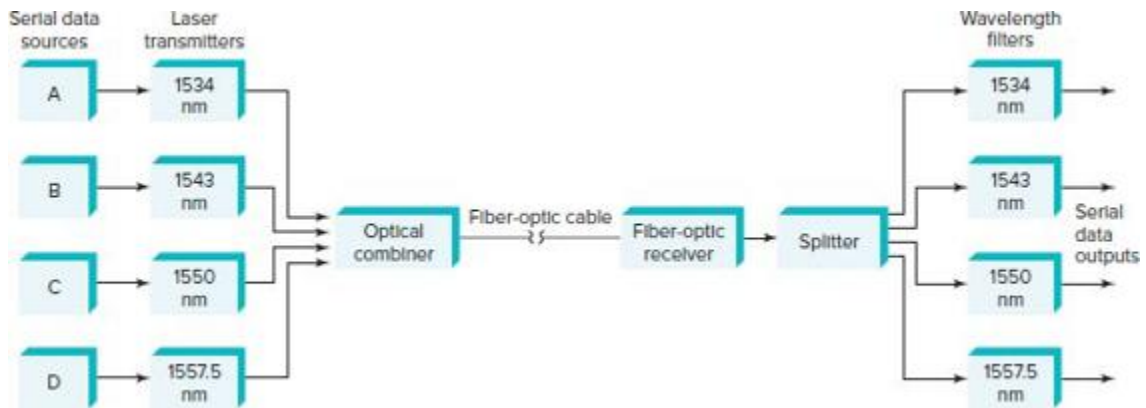 Serial data
sources
Laser
transmitters
Wavelength
filters
A
1534
nm
1534
nm
B
1543
nm
1543
nm
Optical
combiner
Fiber-optic cable
Fiber-optic
receiver
Splitter
Serial
data
outputs
C
1550
nm
1550
nm
D
1557.5
nm
1557.5
nm